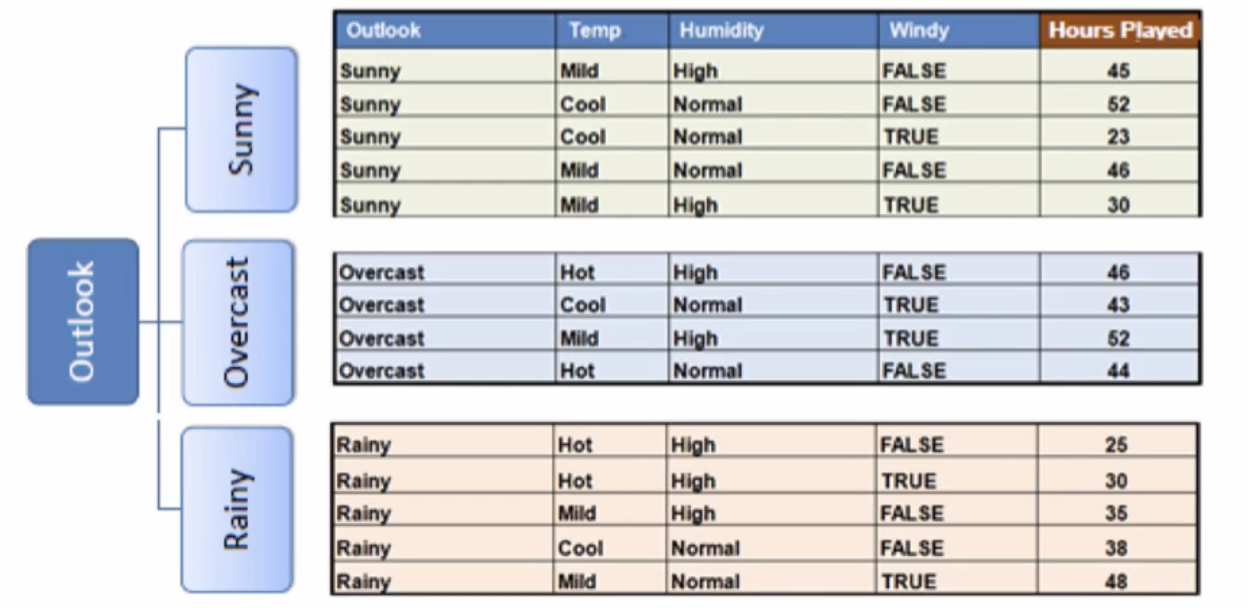 Outlook Temp Humidity Windy Hours Played
Sunny
Sunny Mild High FALSE 45
Sunny Cool Normal FALSE 52
Sunny Cool Normal TRUE 23
Sunny Mild Normal FALSE 46
Sunny Mild High TRUE 30
Outlook
Overcast
Overcast Hot High FALSE 46
Overcast Cool Normal TRUE 43
Overcast Mild High TRUE 52
Overcast Hot Normal FALSE 44
Rainy
Rainy Hot High FALSE 25
Rainy Hot High TRUE 30
Rainy Mild High FALSE 35
Rainy Cool Normal FALSE 38
Rainy Mild Normal TRUE 48